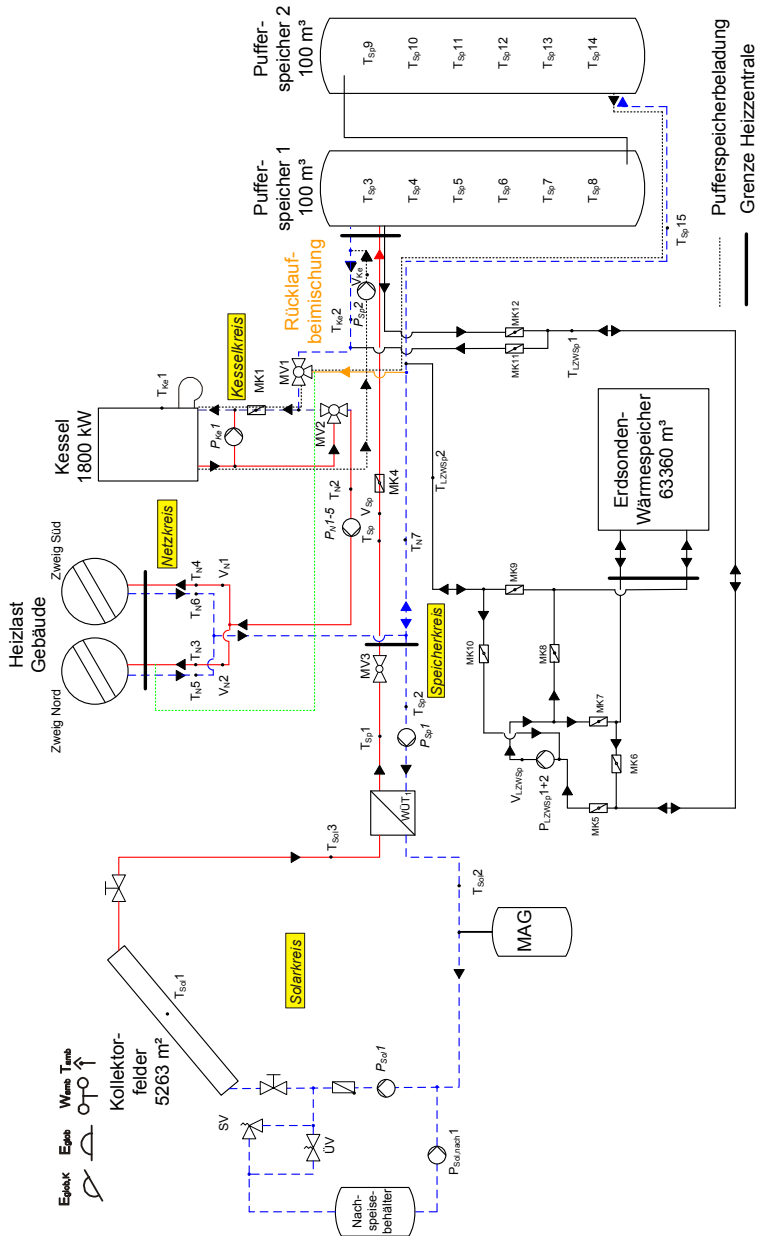 E_glob,K
E_glob
W_amb
T_amb
Kollektor-
felder
5263 m²
T_Sol1
Solarkreis
SV
ÜV
P_Sol1
Nach-
speise-
behälter
P_Sol,nach1
MAG
T_Sol2
T_Sol3
WÜT_1
Heizlast
Gebäude
Zweig Nord
Zweig Süd
T_N5
T_N3
T_N6
T_N4
V_N2
V_N1
Netzkreis
Kessel
1800 kW
T_Ke1
P_Ke1
MK1
Kesselkreis
MV1
MV2
T_N2
P_N1-5
Rücklauf-
beimischung
T_Ke2
P_Sp2
V_Ke
T_Sp1
MV3
T_Sp
V_Sp
MK4
T_Sp2
P_Sp1
T_N7
Speicherkreis
Puffer-
speicher 1
100 m³
T_Sp3
T_Sp4
T_Sp5
T_Sp6
T_Sp7
T_Sp8
Puffer-
speicher 2
100 m³
T_Sp9
T_Sp10
T_Sp11
T_Sp12
T_Sp13
T_Sp14
T_Sp15
T_LZWSp2
MK11
MK12
T_LZWSp1
MK10
MK9
MK8
V_LZWSp
P_LZWSp1+2
MK7
MK5
MK6
Erdsonden-
Wärmespeicher
63360 m³
Pufferspeicherbeladung
Grenze Heizzentrale